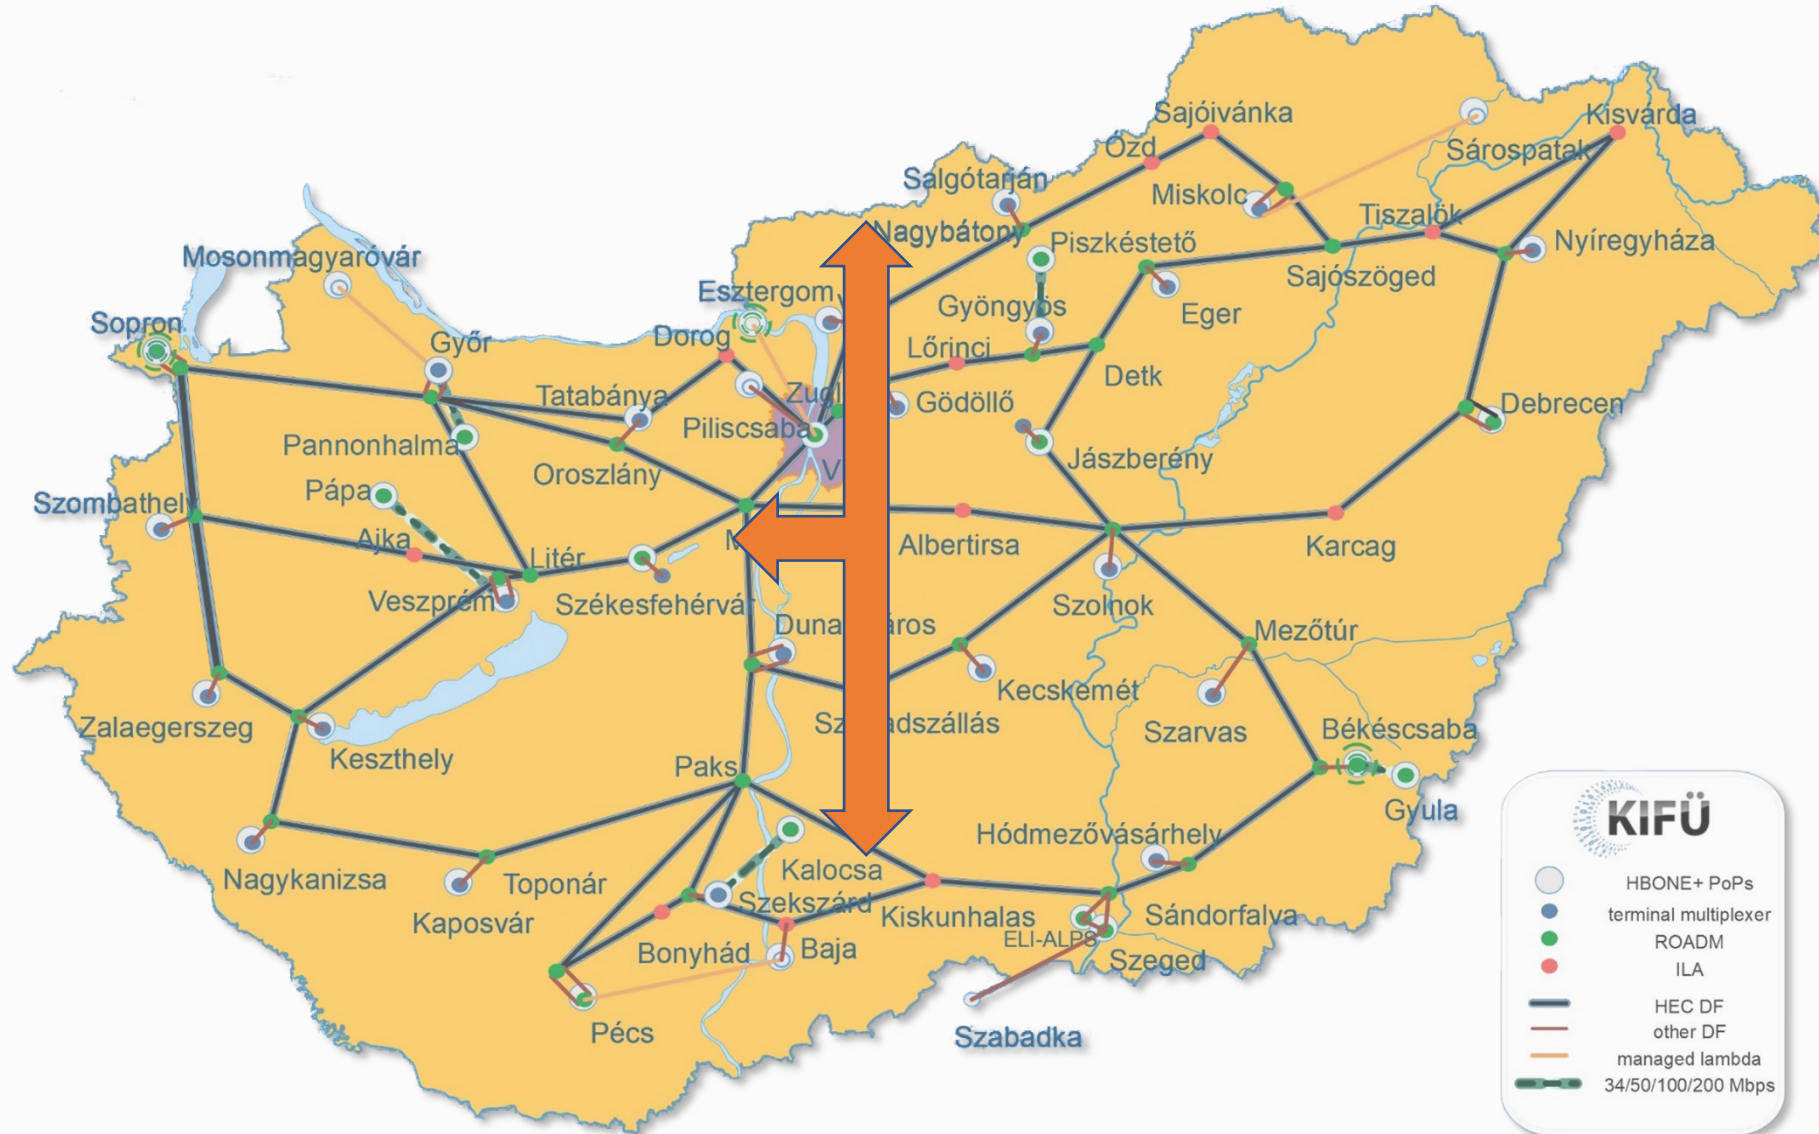 Sajóivánka
Kisvárda
Ózd
Sárospatak
Salgótarján
Miskolc
Tiszalök
Nagybátony
Piszkéstető
Nyíregyháza
Mosonmagyaróvár
Sajószöged
Esztergom
Gyöngyös
Eger
Sopron
Győr
Dorog
Lőrinci
Detk
Tatabánya
Gödöllő
Debrecen
Piliscsaba
Pannonhalma
Jászberény
Oroszlány
Pápa
Szombathely
Ajka
Albertirsa
Karcag
Litér
Veszprém
Székesfehérvár
Szolnok
Mezőtúr
Kecskemét
Zalaegerszeg
Szarvas
Békéscsaba
Keszthely
Paks
Gyula
Hódmezővásárhely
Nagykanizsa
Toponár
Kalocsa
Kaposvár
Szekszárd
Kiskunhalas
Sándorfalva
ELI-ALPS
Bonyhád
Baja
Szeged
Pécs
Szabadka
KIFÜ
HBONE+ PoPs
terminal multiplexer
ROADM
ILA
HEC DF
other DF
managed lambda
34/50/100/200 Mbps